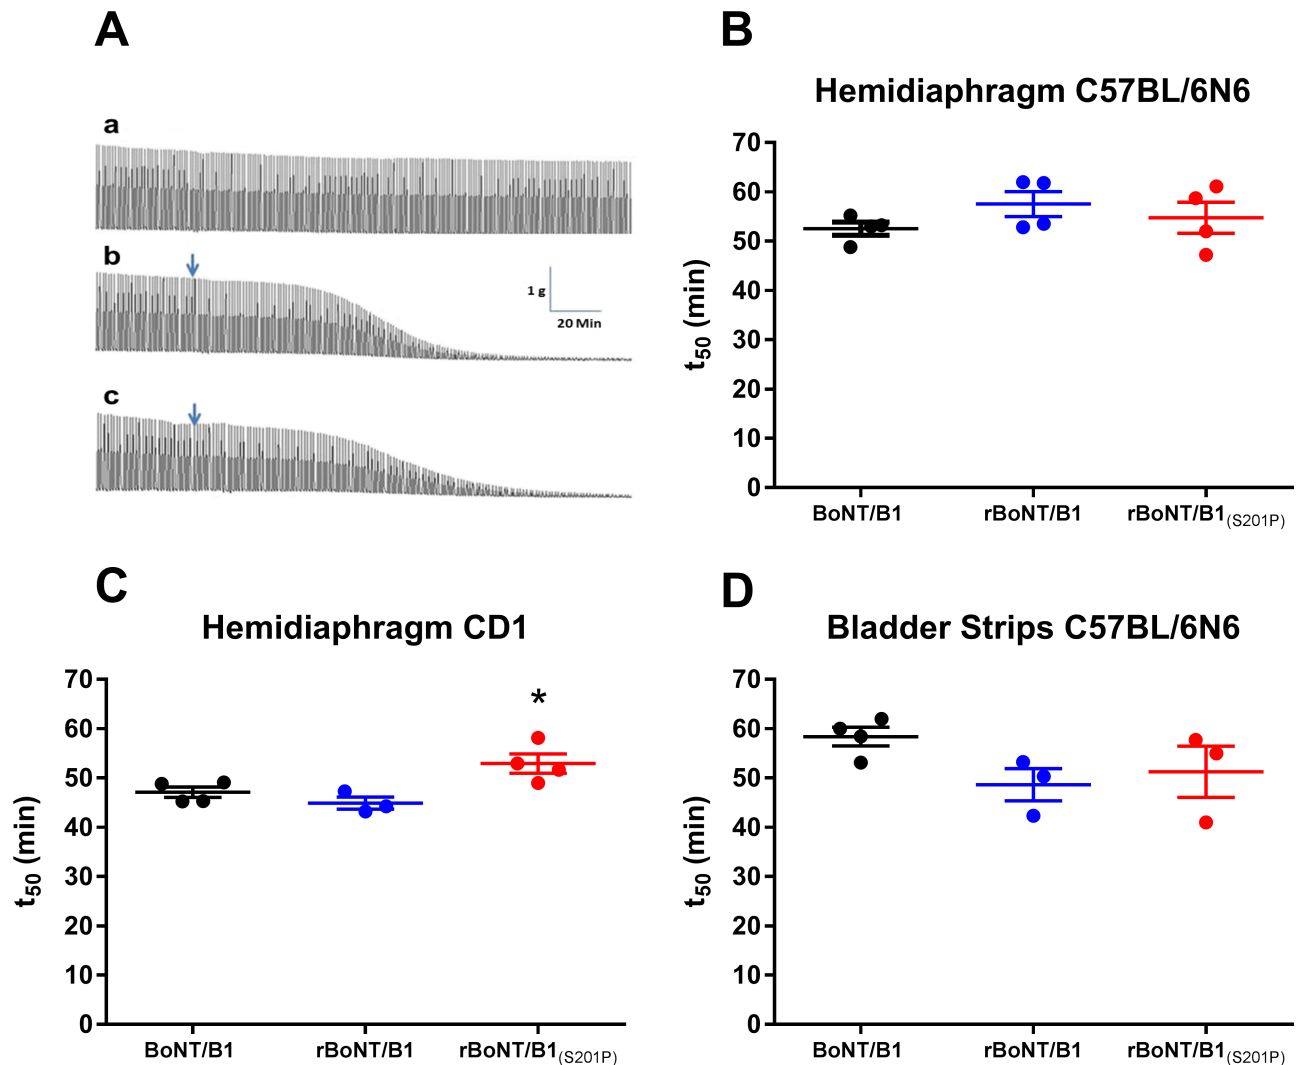 A
a
b
1 g
20 Min
c
B
Hemidiaphragm C57BL/6N6
70
60
50
40
30
20
10
0
t50 (min)
BoNT/B1 rBoNT/B1 rBoNT/B1(S201P)
C
Hemidiaphragm CD1
70
60
50
40
30
20
10
0
t50 (min)
*
BoNT/B1 rBoNT/B1 rBoNT/B1(S201P)
D
Bladder Strips C57BL/6N6
70
60
50
40
30
20
10
0
t50 (min)
BoNT/B1 rBoNT/B1 rBoNT/B1(S201P)